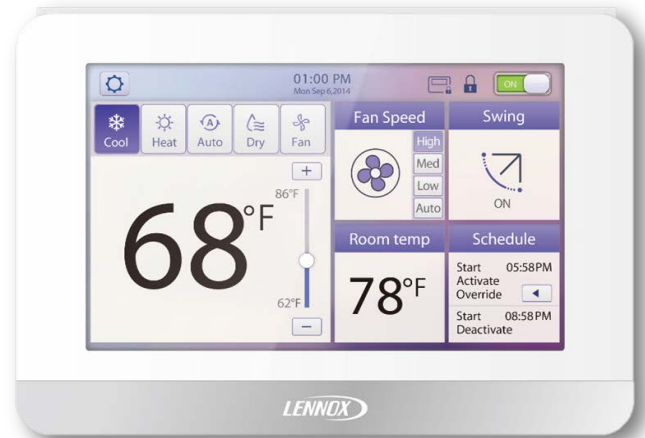 01:00 PM
Mon Sep 6,2014
ON
Cool
Heat
Auto
Dry
Fan
68°F
+
86°F
62°F
−
Fan Speed
High
Med
Low
Auto
Swing
ON
Room temp
78°F
Schedule
Start 05:58PM
Activate
Override
Start 08:58PM
Deactivate
LENNOX